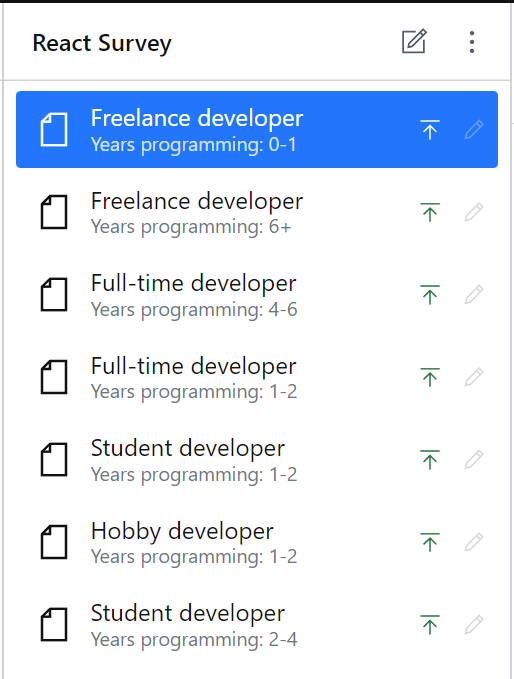 React Survey
Freelance developer
Years programming: 0-1
Freelance developer
Years programming: 6+
Full-time developer
Years programming: 4-6
Full-time developer
Years programming: 1-2
Student developer
Years programming: 1-2
Hobby developer
Years programming: 1-2
Student developer
Years programming: 2-4